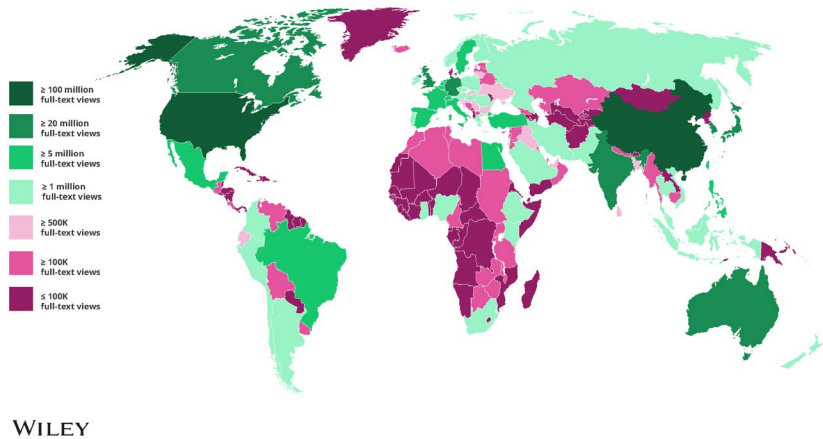 ≥ 100 million
full-text views
≥ 20 million
full-text views
≥ 5 million
full-text views
≥ 1 million
full-text views
≥ 500K
full-text views
≥ 100K
full-text views
≤ 100K
full-text views
WILEY